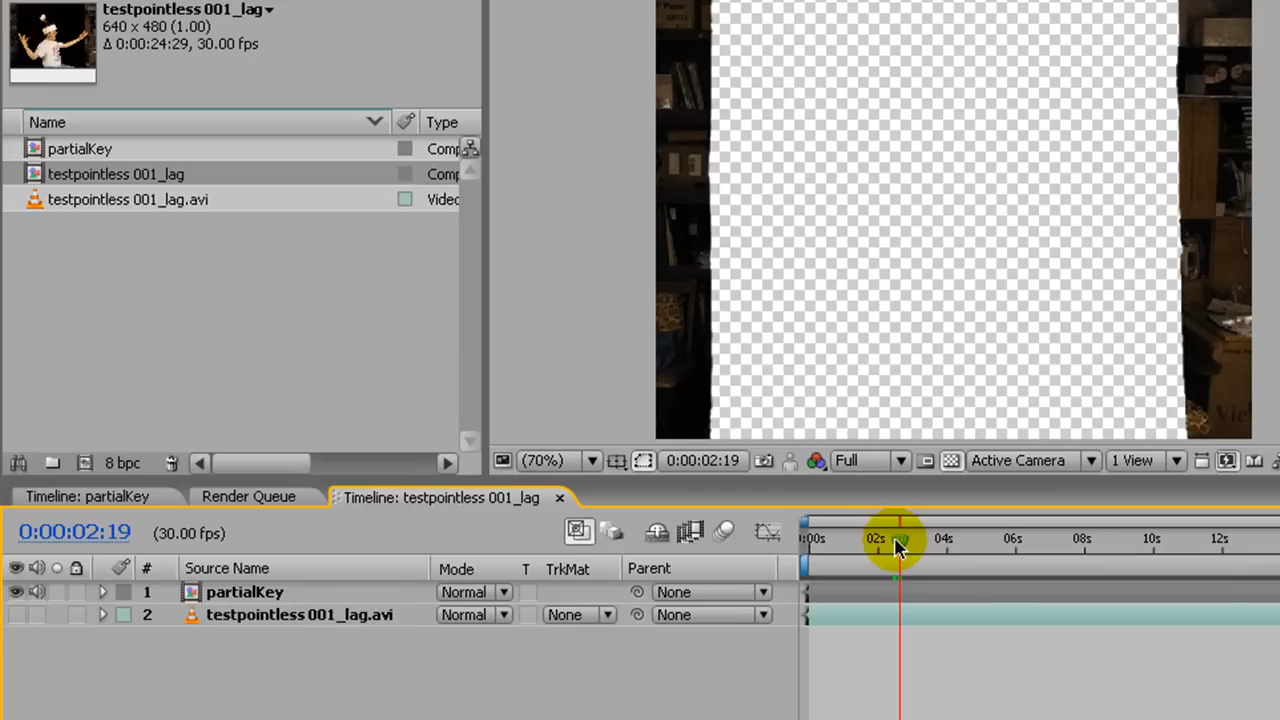 testpointless 001_lag
640 x 480 (1.00)
Δ 0:00:24:29, 30.00 fps
Name Type
partialKey Comp
testpointless 001_lag Comp
testpointless 001_lag.avi Video
8 bpc
(70%) 0:00:02:19 Full Active Camera 1 View
Timeline: partialKey Render Queue Timeline: testpointless 001_lag ×
0:00:02:19 (30.00 fps)
:00s 02s 04s 06s 08s 10s 12s
# Source Name Mode T TrkMat Parent
1 partialKey Normal None
2 testpointless 001_lag.avi Normal None None